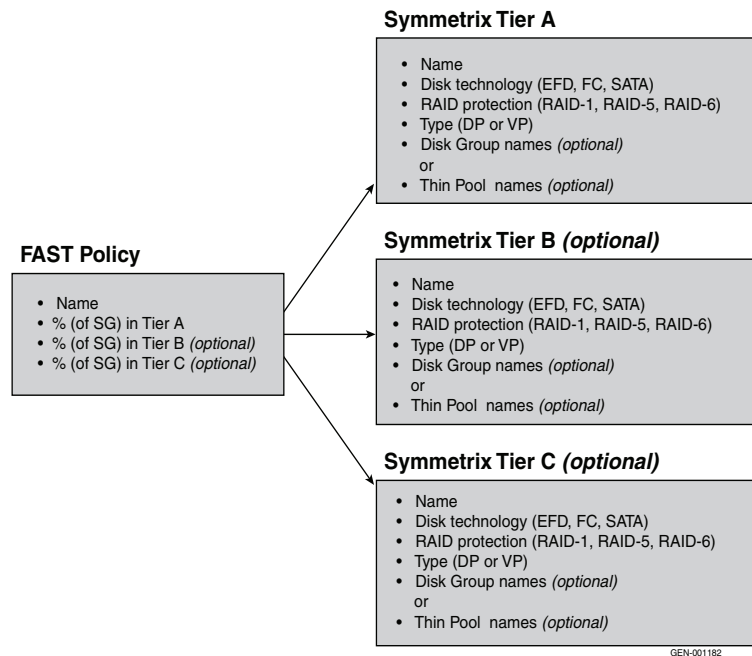 Symmetrix Tier A
• Name
• Disk technology (EFD, FC, SATA)
• RAID protection (RAID-1, RAID-5, RAID-6)
• Type (DP or VP)
• Disk Group names (optional)
or
• Thin Pool names (optional)
FAST Policy
• Name
• % (of SG) in Tier A
• % (of SG) in Tier B (optional)
• % (of SG) in Tier C (optional)
Symmetrix Tier B (optional)
• Name
• Disk technology (EFD, FC, SATA)
• RAID protection (RAID-1, RAID-5, RAID-6)
• Type (DP or VP)
• Disk Group names (optional)
or
• Thin Pool names (optional)
Symmetrix Tier C (optional)
• Name
• Disk technology (EFD, FC, SATA)
• RAID protection (RAID-1, RAID-5, RAID-6)
• Type (DP or VP)
• Disk Group names (optional)
or
• Thin Pool names (optional)
GEN-001182